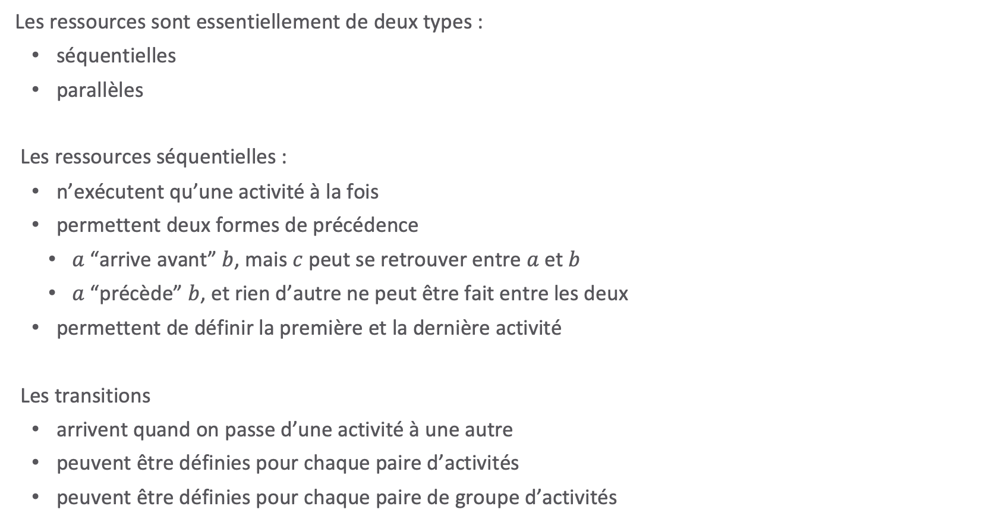 Les ressources sont essentiellement de deux types :
• séquentielles
• parallèles
Les ressources séquentielles :
• n’exécutent qu’une activité à la fois
• permettent deux formes de précédence
• a “arrive avant” b, mais c peut se retrouver entre a et b
• a “précède” b, et rien d’autre ne peut être fait entre les deux
• permettent de définir la première et la dernière activité
Les transitions
• arrivent quand on passe d’une activité à une autre
• peuvent être définies pour chaque paire d’activités
• peuvent être définies pour chaque paire de groupe d’activités